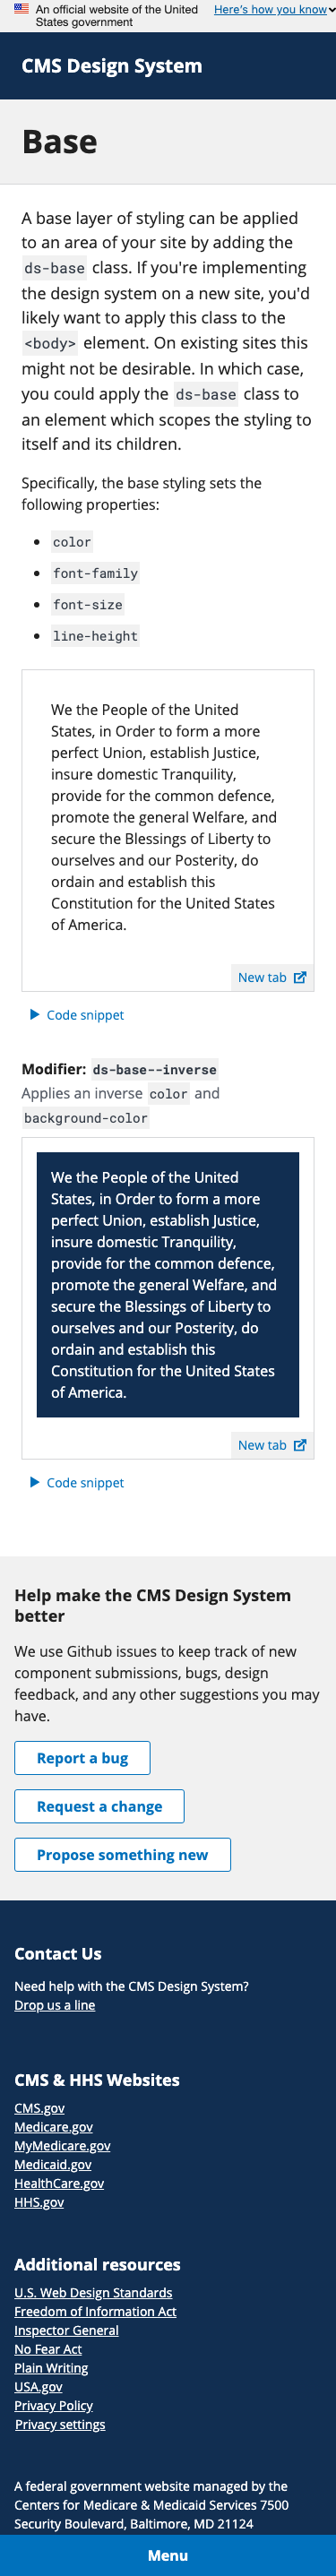 An official website of the United
States government
Here's how you know
CMS Design System
Base
A base layer of styling can be applied
to an area of your site by adding the
ds-base class. If you're implementing
the design system on a new site, you'd
likely want to apply this class to the
<body> element. On existing sites this
might not be desirable. In which case,
you could apply the ds-base class to
an element which scopes the styling to
itself and its children.
Specifically, the base styling sets the
following properties:
color
font-family
font-size
line-height
We the People of the United
States, in Order to form a more
perfect Union, establish Justice,
insure domestic Tranquility,
provide for the common defence,
promote the general Welfare, and
secure the Blessings of Liberty to
ourselves and our Posterity, do
ordain and establish this
Constitution for the United States
of America.
New tab
Code snippet
Modifier: ds-base--inverse
Applies an inverse color and
background-color
We the People of the United
States, in Order to form a more
perfect Union, establish Justice,
insure domestic Tranquility,
provide for the common defence,
promote the general Welfare, and
secure the Blessings of Liberty to
ourselves and our Posterity, do
ordain and establish this
Constitution for the United States
of America.
New tab
Code snippet
Help make the CMS Design System
better
We use Github issues to keep track of new
component submissions, bugs, design
feedback, and any other suggestions you may
have.
Report a bug
Request a change
Propose something new
Contact Us
Need help with the CMS Design System?
Drop us a line
CMS & HHS Websites
CMS.gov
Medicare.gov
MyMedicare.gov
Medicaid.gov
HealthCare.gov
HHS.gov
Additional resources
U.S. Web Design Standards
Freedom of Information Act
Inspector General
No Fear Act
Plain Writing
USA.gov
Privacy Policy
Privacy settings
A federal government website managed by the
Centers for Medicare & Medicaid Services 7500
Security Boulevard, Baltimore, MD 21124
Menu